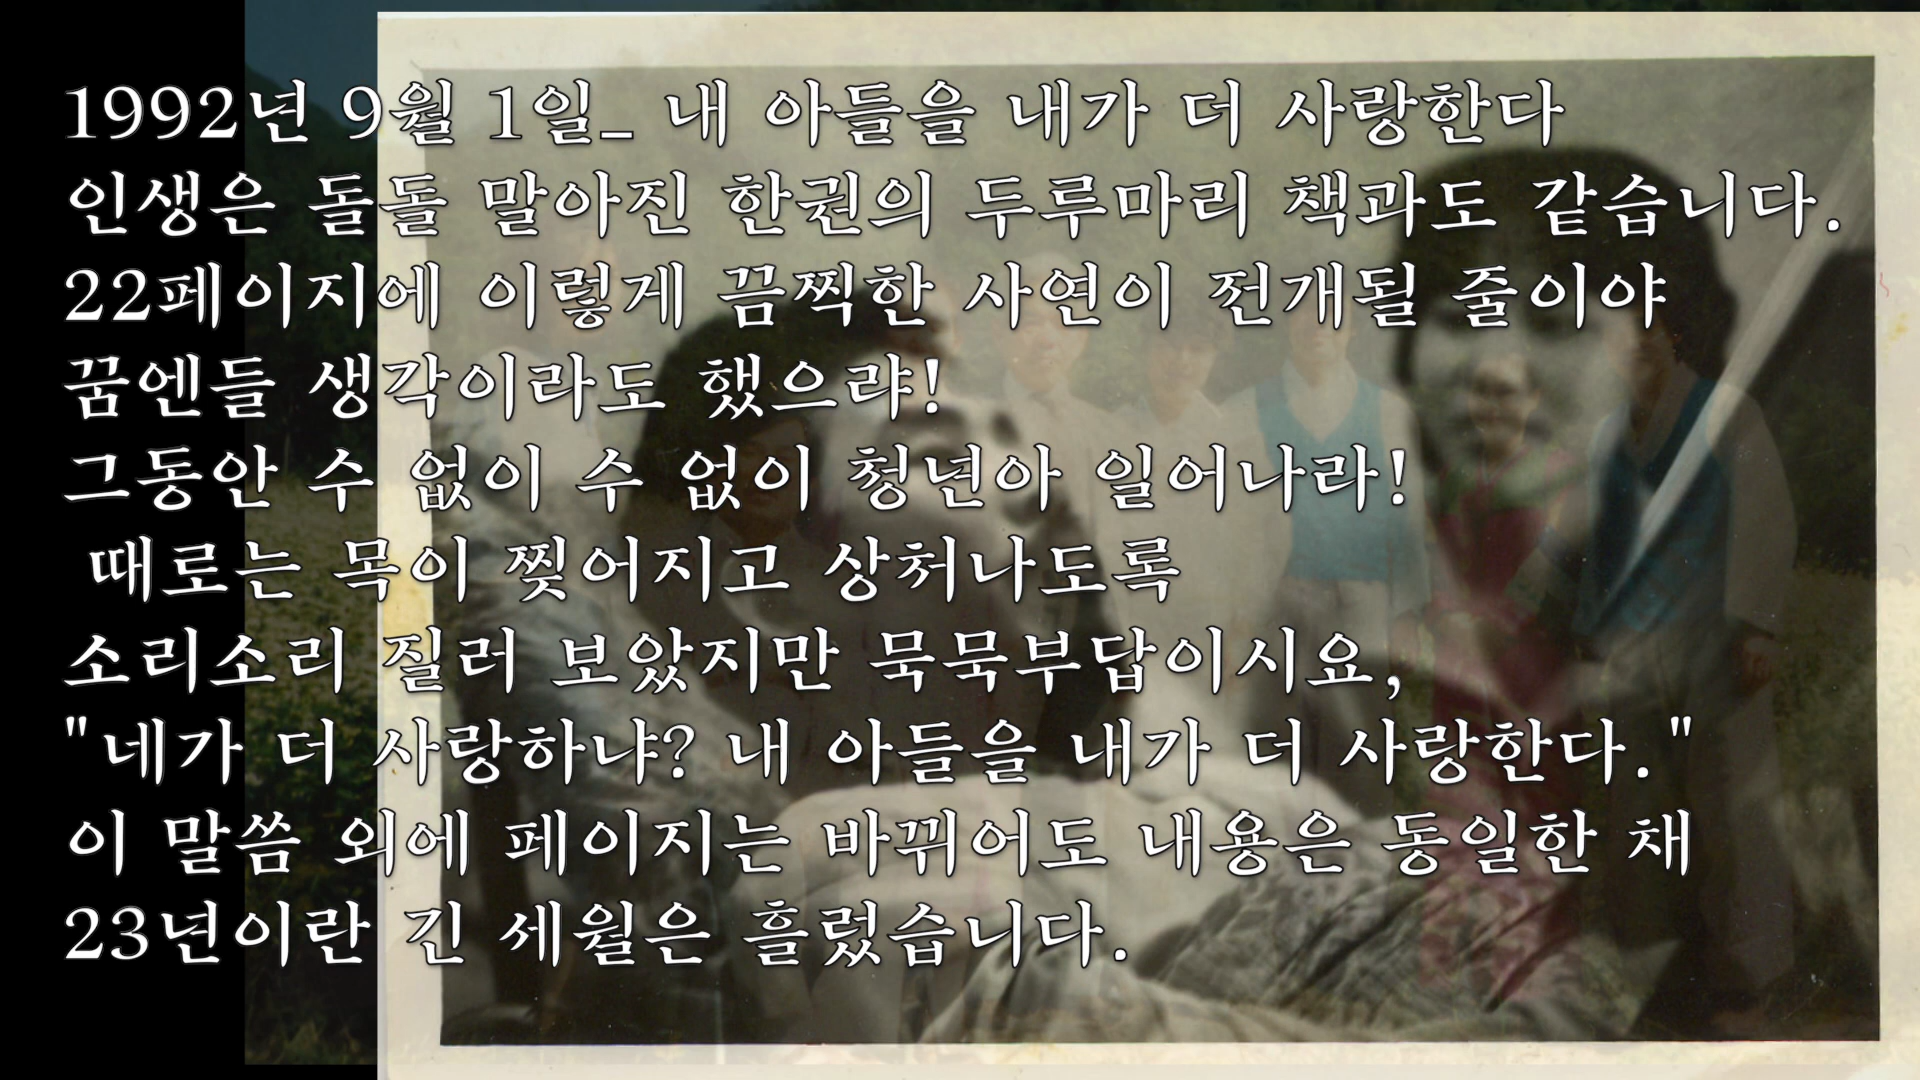 1992년 9월 1일_ 내 아들을 내가 더 사랑한다
인생은 돌돌 말아진 한권의 두루마리 책과도 같습니다.
22페이지에 이렇게 끔찍한 사연이 전개될 줄이야
꿈엔들 생각이라도 했으랴!
그동안 수 없이 수 없이 청년아 일어나라!
때로는 목이 찢어지고 상처나도록
소리소리 질러 보았지만 묵묵부답이시요,
"네가 더 사랑하냐? 내 아들을 내가 더 사랑한다."
이 말씀 외에 페이지는 바뀌어도 내용은 동일한 채
23년이란 긴 세월은 흘렀습니다.